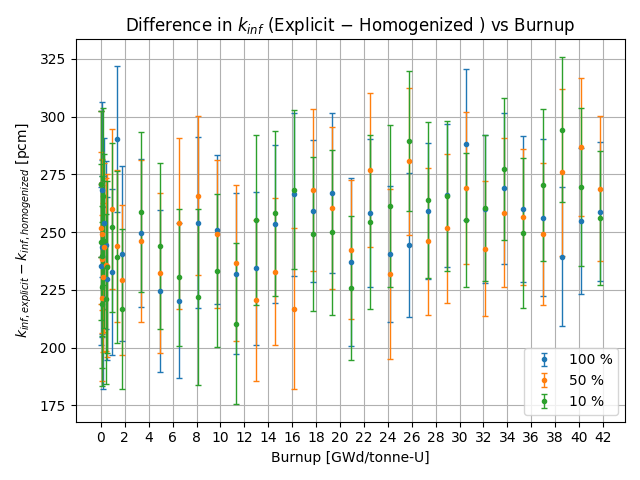 Difference in k_inf (Explicit − Homogenized ) vs Burnup
k_inf, explicit − k_inf, homogenized [pcm]
325
300
275
250
225
200
175
0 2 4 6 8 10 12 14 16 18 20 22 24 26 28 30 32 34 36 38 40 42
Burnup [GWd/tonne-U]
100 %
50 %
10 %